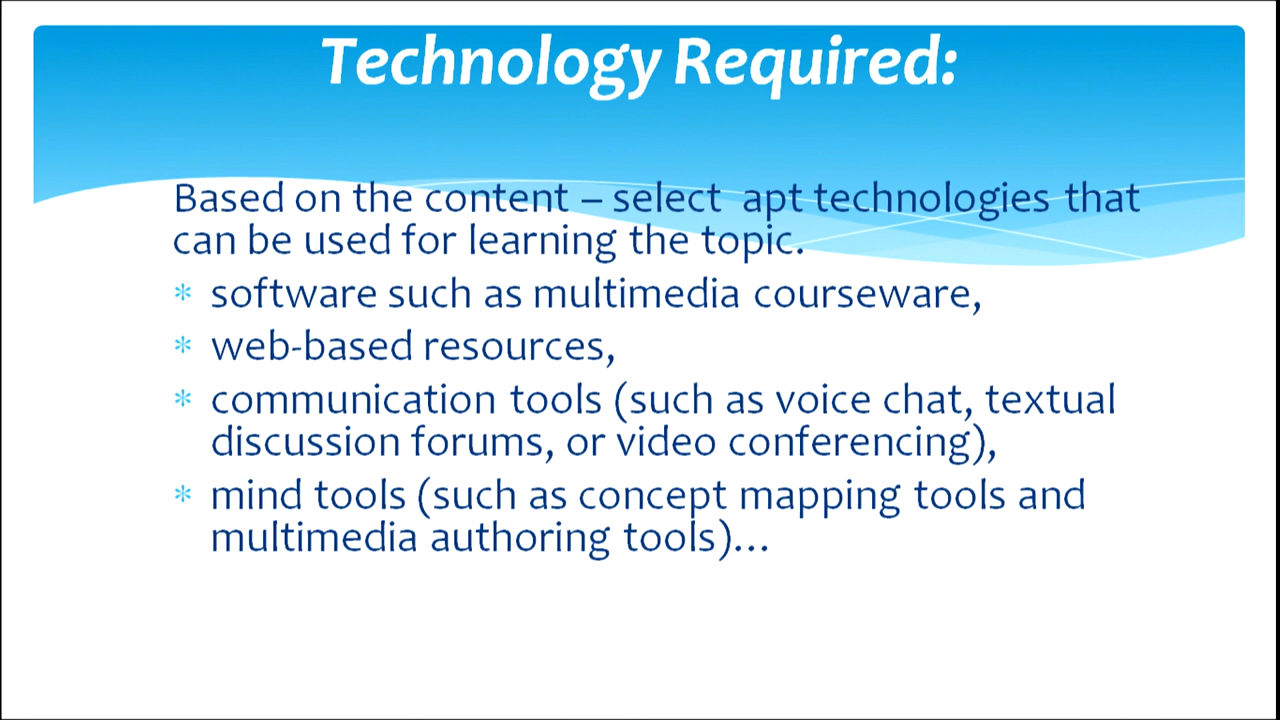 Technology Required:
Based on the content – select apt technologies that
can be used for learning the topic.
* software such as multimedia courseware,
* web-based resources,
* communication tools (such as voice chat, textual
discussion forums, or video conferencing),
* mind tools (such as concept mapping tools and
multimedia authoring tools)...